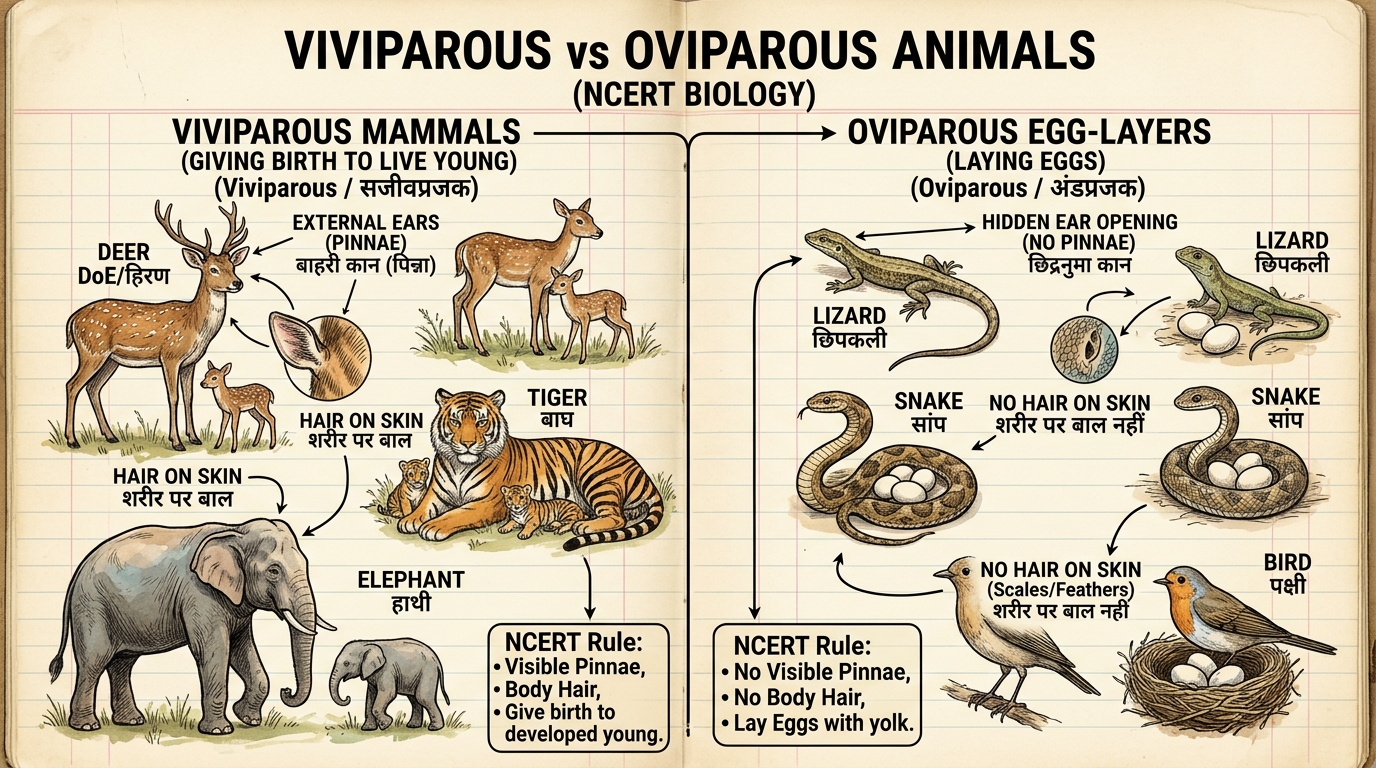 VIVIPAROUS vs OVIPAROUS ANIMALS
(NCERT BIOLOGY)
VIVIPAROUS MAMMALS
(GIVING BIRTH TO LIVE YOUNG)
(Viviparous / सजीवप्रजक)
EXTERNAL EARS
(PINNAE)
बाहरी कान (पिन्ना)
DEER
DoE/हिरण
HAIR ON SKIN
शरीर पर बाल
TIGER
बाघ
HAIR ON SKIN
शरीर पर बाल
ELEPHANT
हाथी
NCERT Rule:
• Visible Pinnae,
• Body Hair,
• Give birth to
developed young.
OVIPAROUS EGG-LAYERS
(LAYING EGGS)
(Oviparous / अंडप्रजक)
HIDDEN EAR OPENING
(NO PINNAE)
छिद्रनुमा कान
LIZARD
छिपकली
LIZARD
छिपकली
SNAKE
सांप
NO HAIR ON SKIN
शरीर पर बाल नहीं
SNAKE
सांप
NO HAIR ON SKIN
(Scales/Feathers)
शरीर पर बाल नहीं
BIRD
पक्षी
NCERT Rule:
• No Visible Pinnae,
• No Body Hair,
• Lay Eggs with yolk.